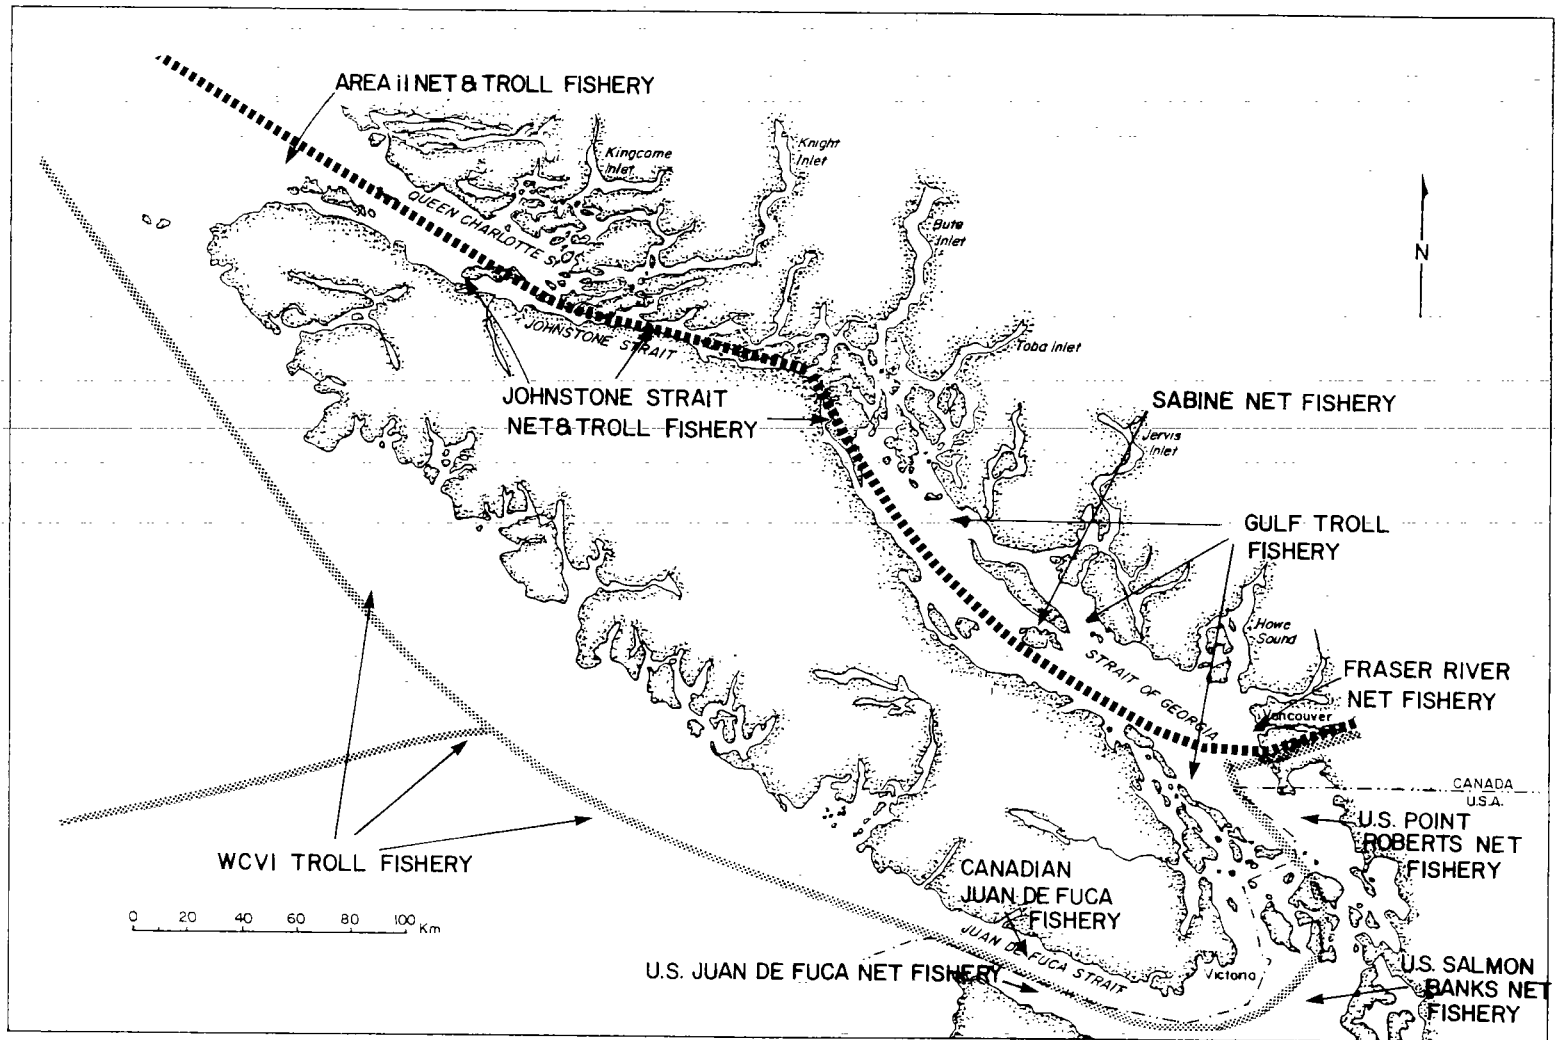 AREA 11 NET & TROLL FISHERY
Kingcome
Inlet
Knight
Inlet
QUEEN CHARLOTTE
Bute
Inlet
N
JOHNSTONE STRAIT
Toba Inlet
JOHNSTONE STRAIT
NET & TROLL FISHERY
SABINE NET FISHERY
Jervis
Inlet
GULF TROLL
FISHERY
Howe
Sound
STRAIT OF GEORGIA
FRASER RIVER
NET FISHERY
Vancouver
CANADA
U.S.A.
U.S. POINT
ROBERTS NET
FISHERY
WCVI TROLL FISHERY
CANADIAN
JUAN DE FUCA
FISHERY
0 20 40 60 80 100 Km
JUAN DE FUCA STRAIT
U.S. JUAN DE FUCA NET FISHERY
Victoria
U.S. SALMON
BANKS NET
FISHERY